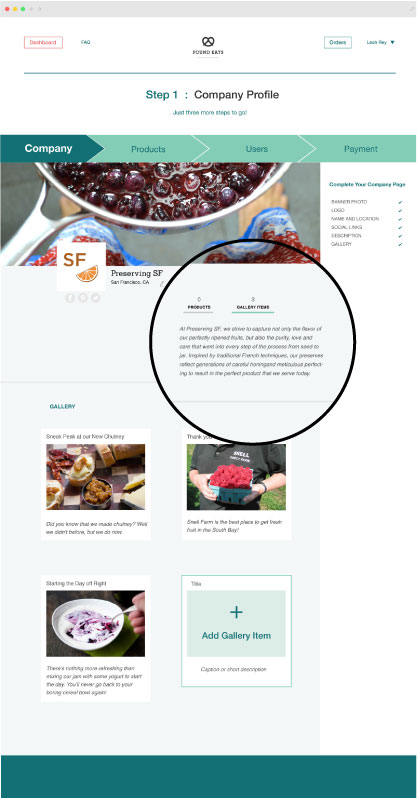 Dashboard
FAQ
FOUND EATS
Orders
Leah Rey ▼
Step 1 : Company Profile
Just three more steps to go!
Company
Products
Users
Payment
Complete Your Company Page
BANNER PHOTO ✔
LOGO ✔
NAME AND LOCATION ✔
SOCIAL LINKS ✔
DESCRIPTION ✔
GALLERY ✔
SF
Preserving SF
San Francisco, CA
0
PRODUCTS
3
GALLERY ITEMS
At Preserving SF, we strive to capture not only the flavor of
our perfectly ripened fruits, but also the purity, love and
care that went into every step of the process from seed to
jar. Inspired by traditional French techniques, our preserves
reflect generations of careful honingand meticulous perfect-
ing to result in the perfect product that we serve today.
GALLERY
Sneek Peak at our New Chutney
Did you know that we made chutney? Well
we didn't before, but we do now.
Thank you
SNELL
Snell Farm is the best place to get fresh
fruit in the South Bay!
Starting the Day off Right
There's nothing more refreshing than
mixing our jam with some yogurt to start
the day. You'll never go back to your
boring cereal bowl again!
Title
+
Add Gallery Item
Caption or short description